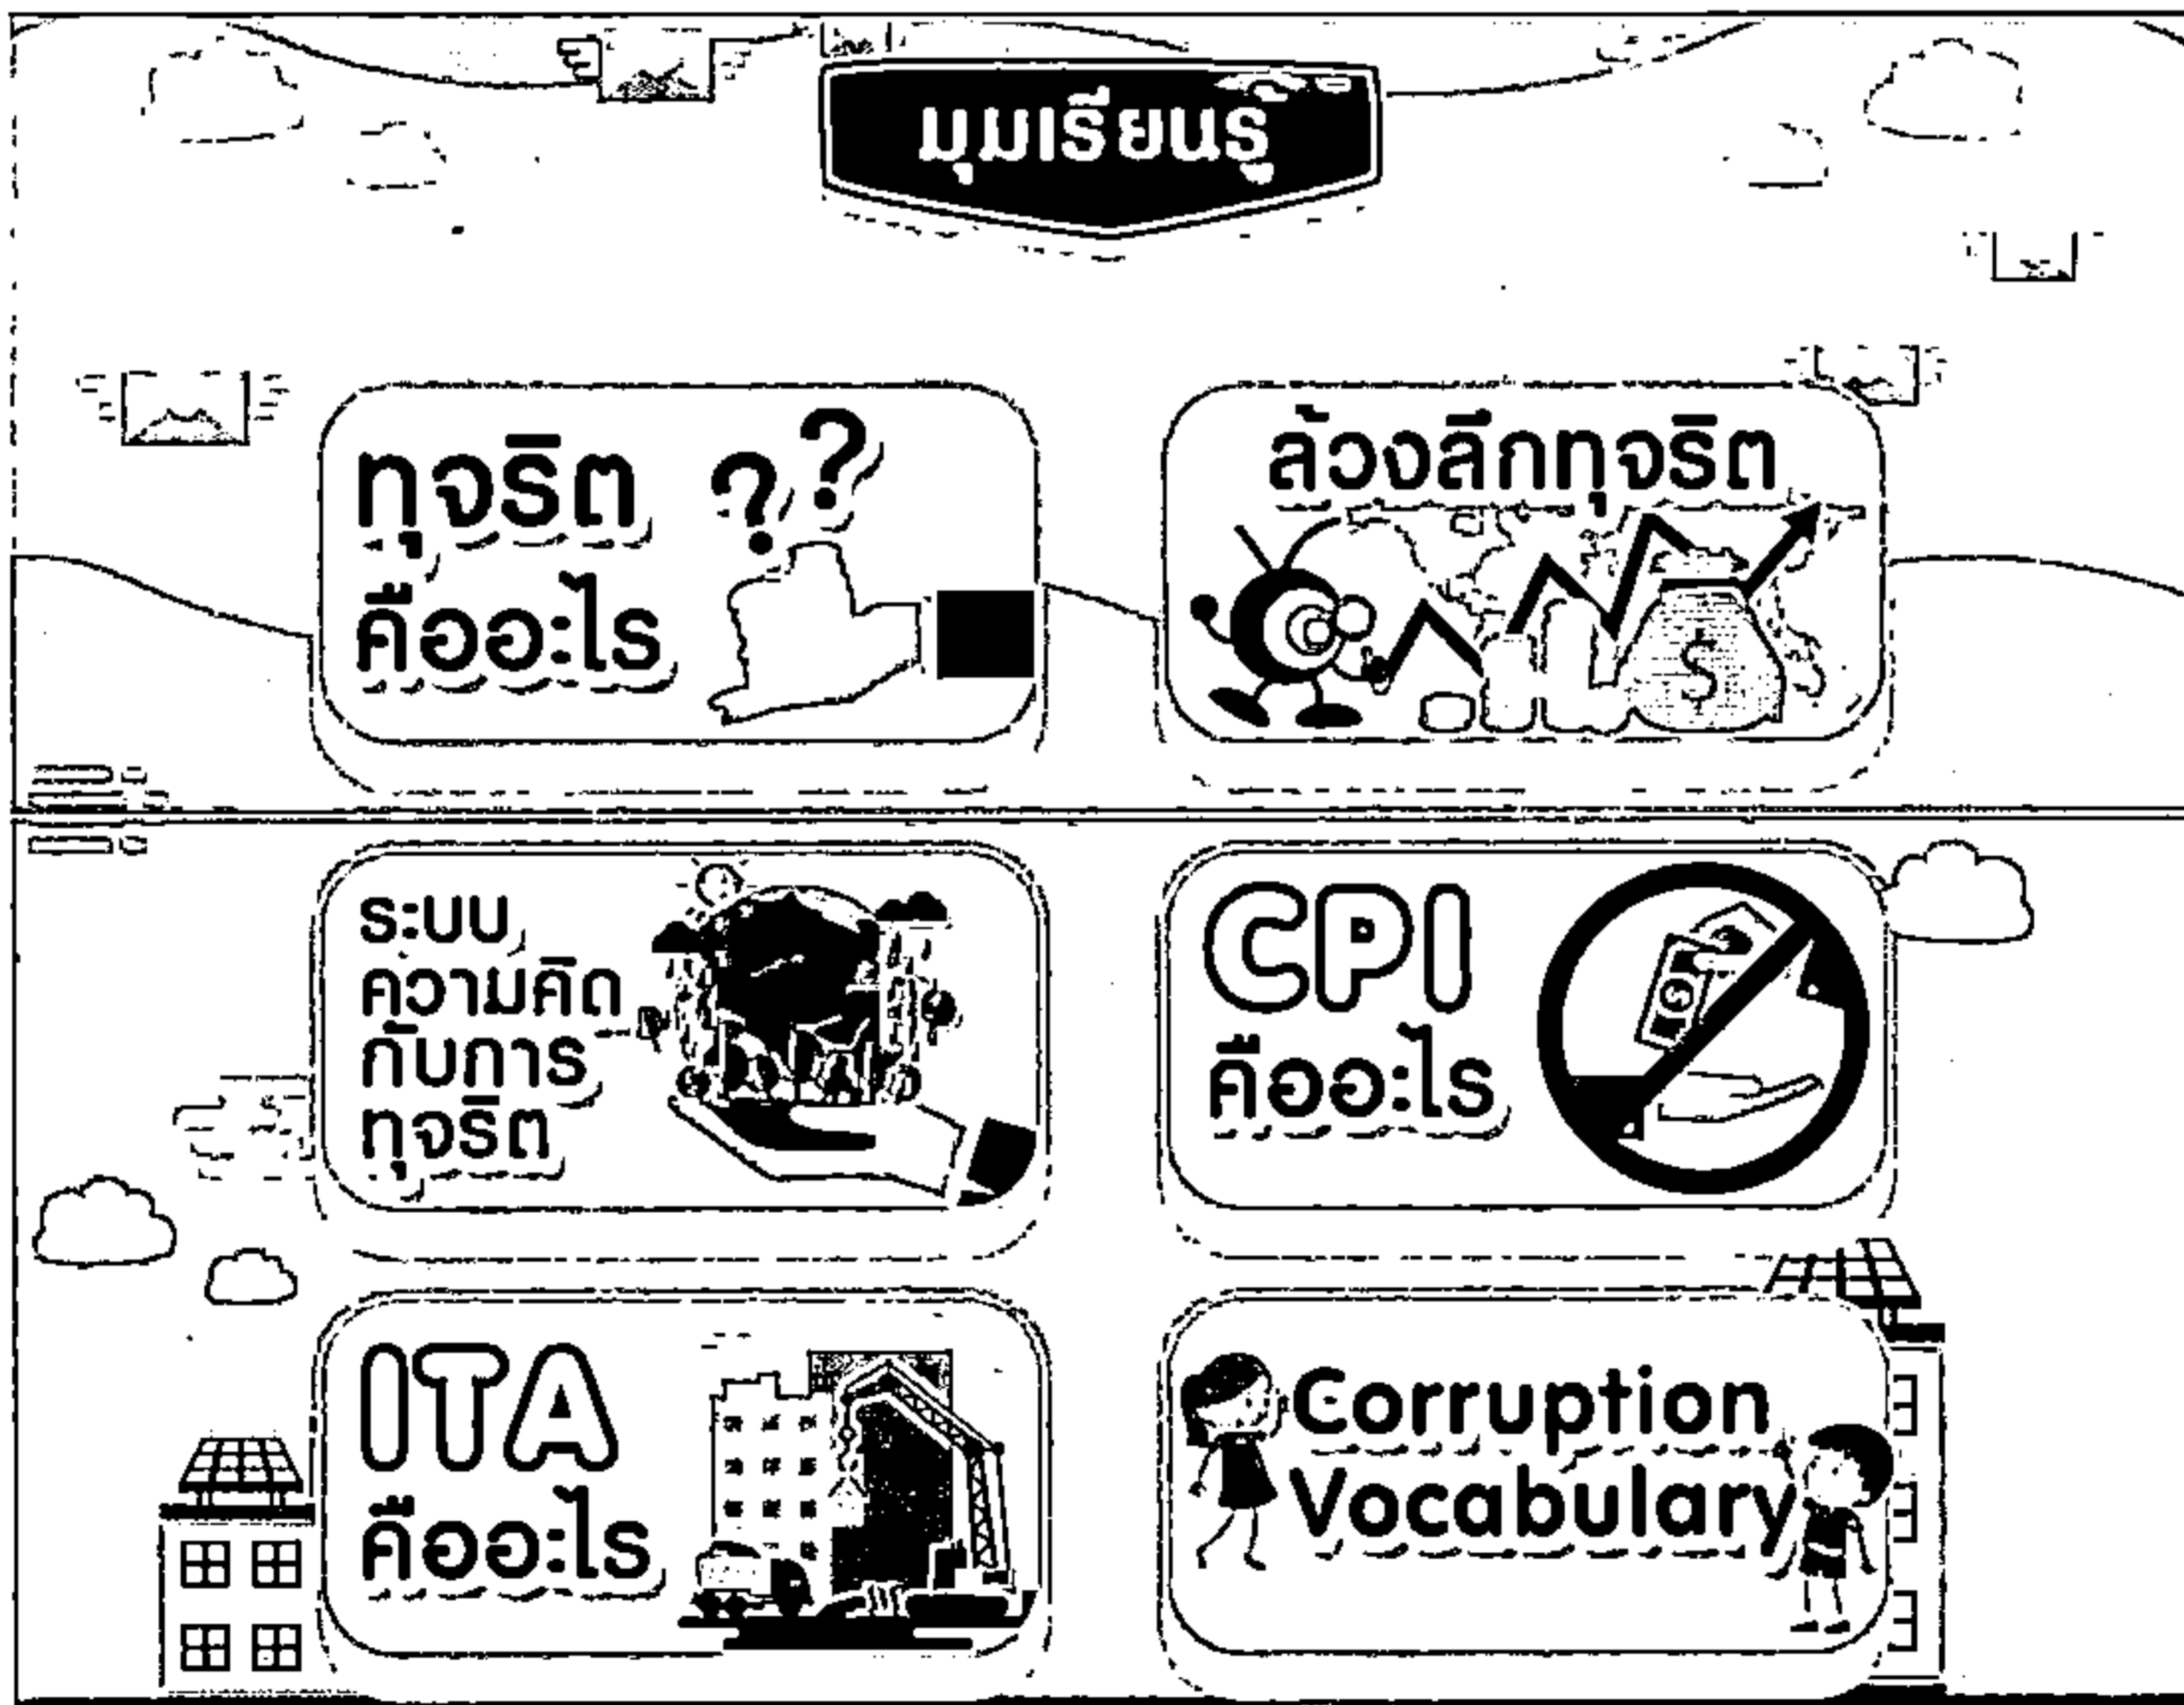 มุมเรียนรู้
ทุจริต ??
คืออะไร
ล้วงลึกทุจริต
$
ระบบ
ความคิด
กับการ
ทุจริต
CPI
คืออะไร
ITA
คืออะไร
Corruption
Vocabulary